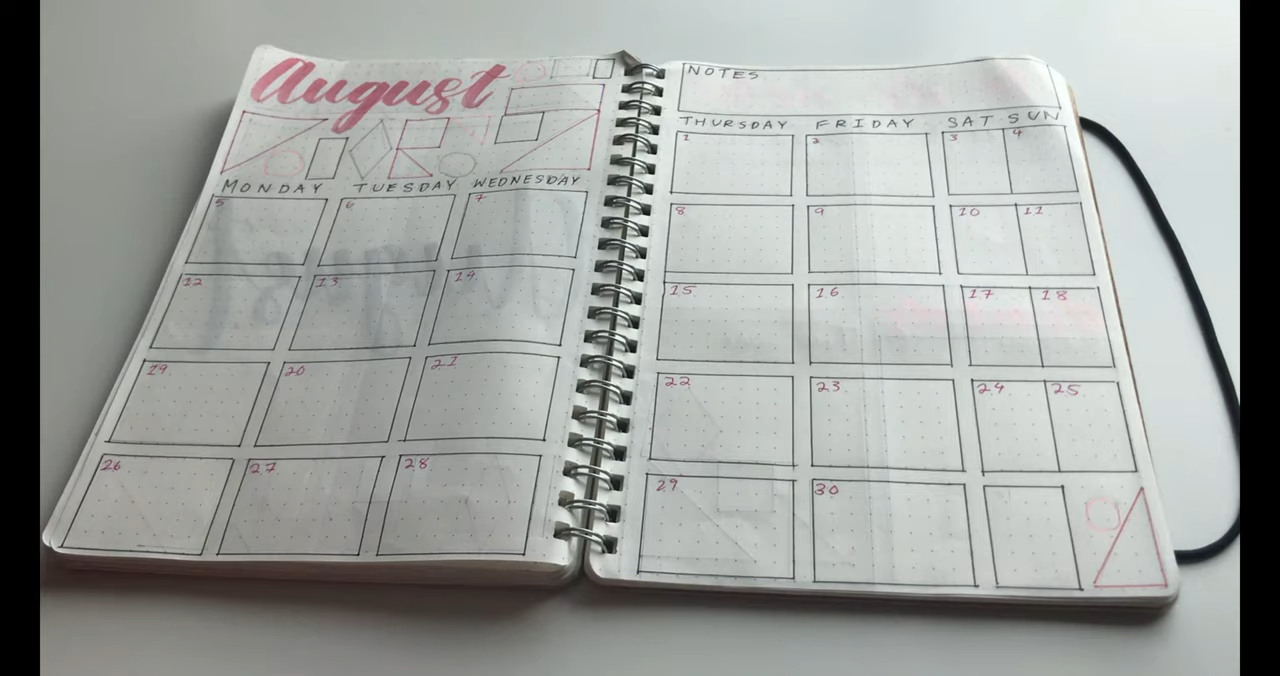 August
MONDAY TUESDAY WEDNESDAY
5 6 7
12 13 14
19 20 21
26 27 28
NOTES
THURSDAY FRIDAY SAT SUN
1 2 3 4
8 9 10 11
15 16 17 18
22 23 24 25
29 30